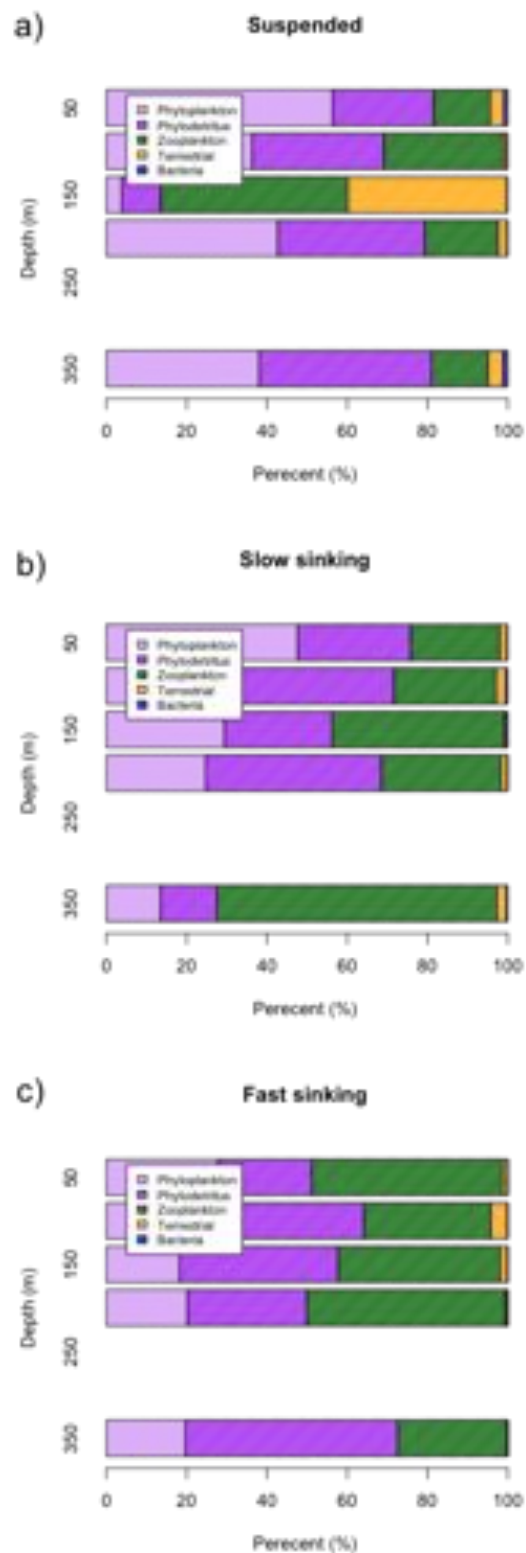 a)
Suspended
Phytoplankton
Phytodetritus
Zooplankton
Terrestrial
Bacteria
Depth (m)
50
150
250
350
0 20 40 60 80 100
Perecent (%)
b)
Slow sinking
Phytoplankton
Phytodetritus
Zooplankton
Terrestrial
Bacteria
Depth (m)
50
150
250
350
0 20 40 60 80 100
Perecent (%)
c)
Fast sinking
Phytoplankton
Phytodetritus
Zooplankton
Terrestrial
Bacteria
Depth (m)
50
150
250
350
0 20 40 60 80 100
Perecent (%)